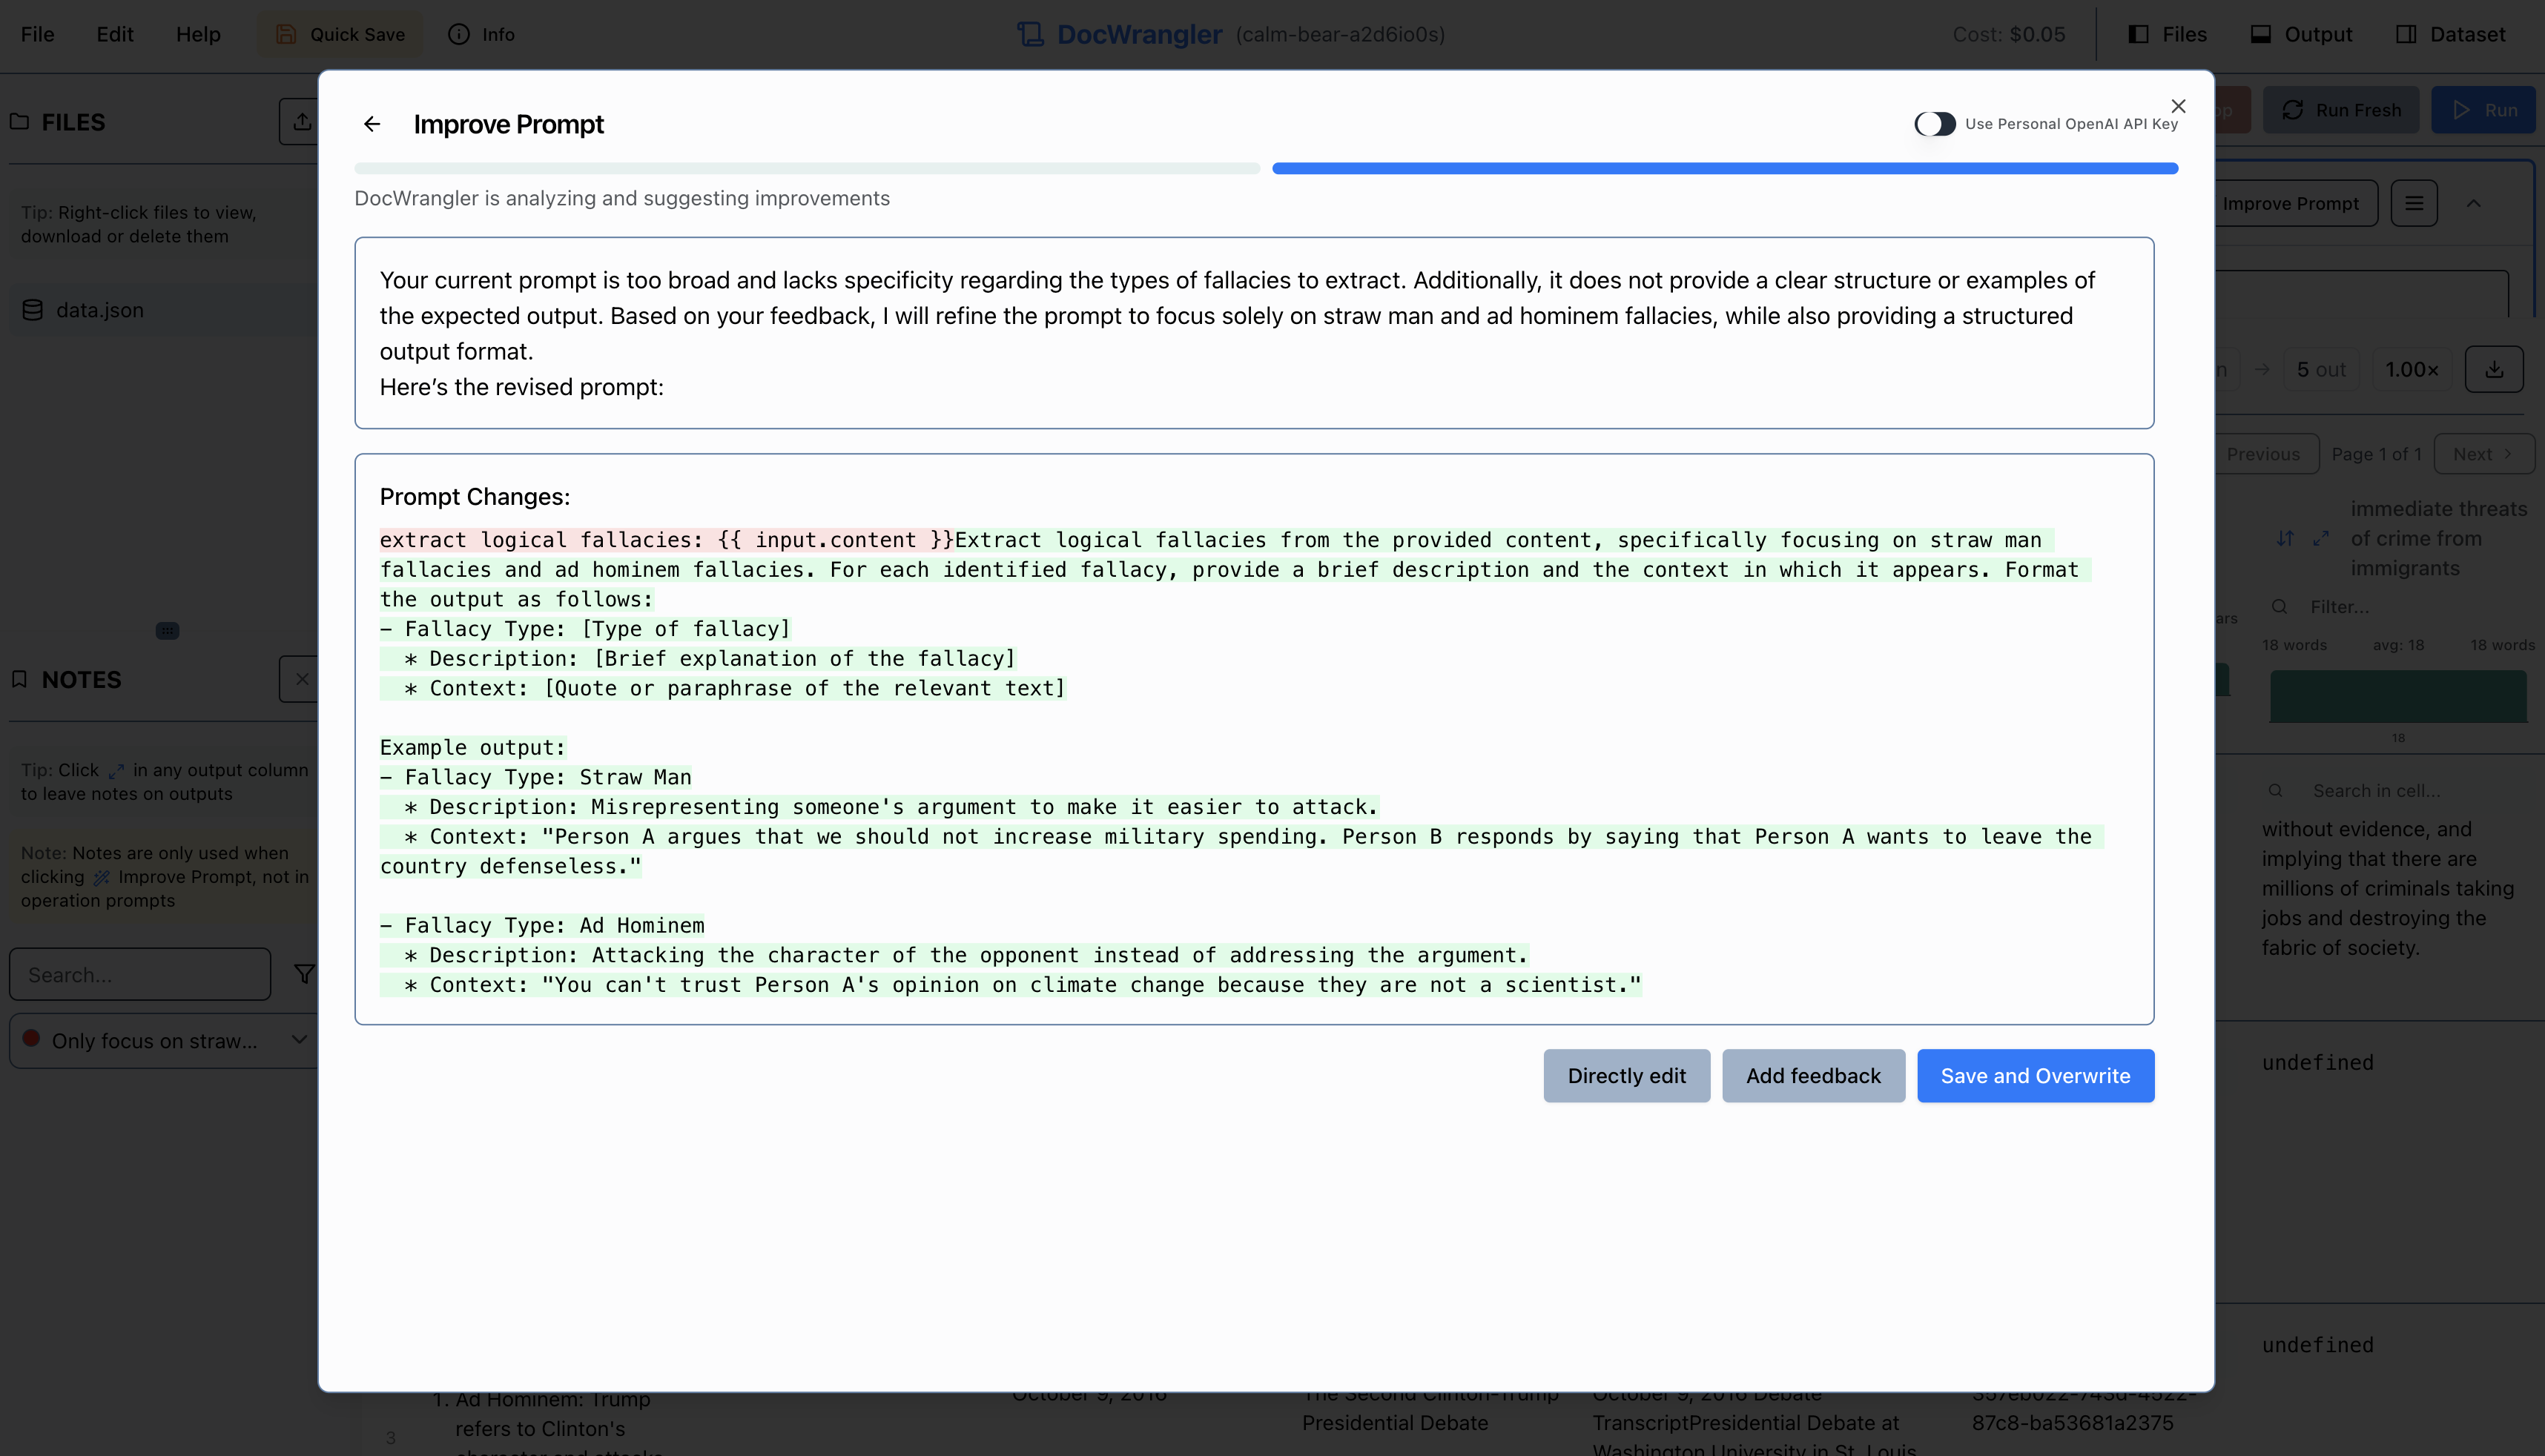 File Edit Help Quick Save Info DocWrangler (calm-bear-a2d6io0s) Cost: $0.05 Files Output Dataset
FILES
Tip: Right-click files to view,
download or delete them
data.json
NOTES
Tip: Click in any output column
to leave notes on outputs
Note: Notes are only used when
clicking Improve Prompt, not in
operation prompts
Search...
Only focus on straw...
Improve Prompt
Use Personal OpenAI API Key
DocWrangler is analyzing and suggesting improvements
Your current prompt is too broad and lacks specificity regarding the types of fallacies to extract. Additionally, it does not provide a clear structure or examples of
the expected output. Based on your feedback, I will refine the prompt to focus solely on straw man and ad hominem fallacies, while also providing a structured
output format.
Here's the revised prompt:
Prompt Changes:
extract logical fallacies: {{ input.content }}Extract logical fallacies from the provided content, specifically focusing on straw man
fallacies and ad hominem fallacies. For each identified fallacy, provide a brief description and the context in which it appears. Format
the output as follows:
- Fallacy Type: [Type of fallacy]
* Description: [Brief explanation of the fallacy]
* Context: [Quote or paraphrase of the relevant text]
Example output:
- Fallacy Type: Straw Man
* Description: Misrepresenting someone's argument to make it easier to attack.
* Context: "Person A argues that we should not increase military spending. Person B responds by saying that Person A wants to leave the
country defenseless."
- Fallacy Type: Ad Hominem
* Description: Attacking the character of the opponent instead of addressing the argument.
* Context: "You can't trust Person A's opinion on climate change because they are not a scientist."
Directly edit Add feedback Save and Overwrite
Run Fresh Run
Improve Prompt
5 out 1.00×
Previous Page 1 of 1 Next
immediate threats
of crime from
immigrants
Filter...
18 words avg: 18 18 words
18
Search in cell...
without evidence, and
implying that there are
millions of criminals taking
jobs and destroying the
fabric of society.
undefined
undefined
3
1. Ad Hominem: Trump
refers to Clinton's
October 9, 2016
The Second Clinton-Trump
Presidential Debate
October 9, 2016 Debate
TranscriptPresidential Debate at
Washington University in St. Louis
87c8-ba53681a2375